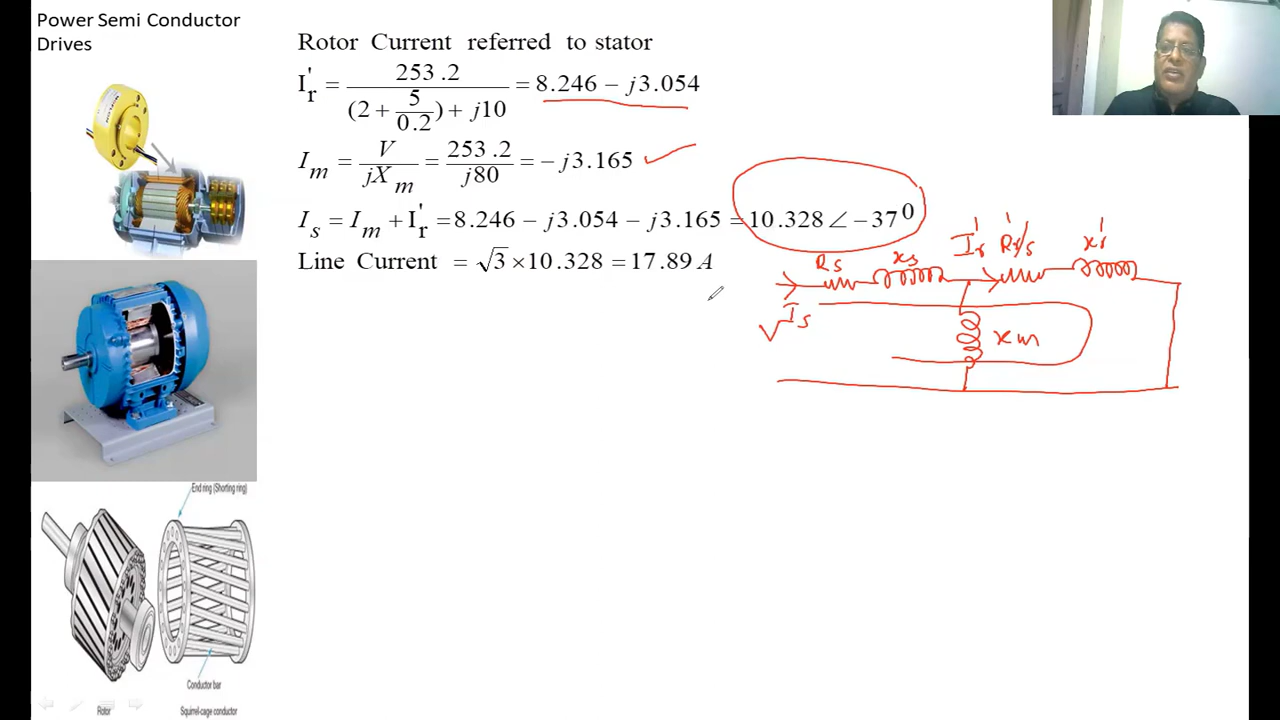 Power Semi Conductor
Drives
Rotor Current referred to stator
I'r = 253.2 / ((2 + 5/0.2) + j10) = 8.246 − j3.054
Im = V / jXm = 253.2 / j80 = − j3.165 ✓
Is = Im + I'r = 8.246 − j3.054 − j3.165 = 10.328 ∠ − 37⁰
Line Current = √3 × 10.328 = 17.89 A
Rs
xs
I'r
R'r/s
x'r
Is
xm
End ring (Shorting ring)
Conductor bar
Rotor
Squirrel-cage conductor